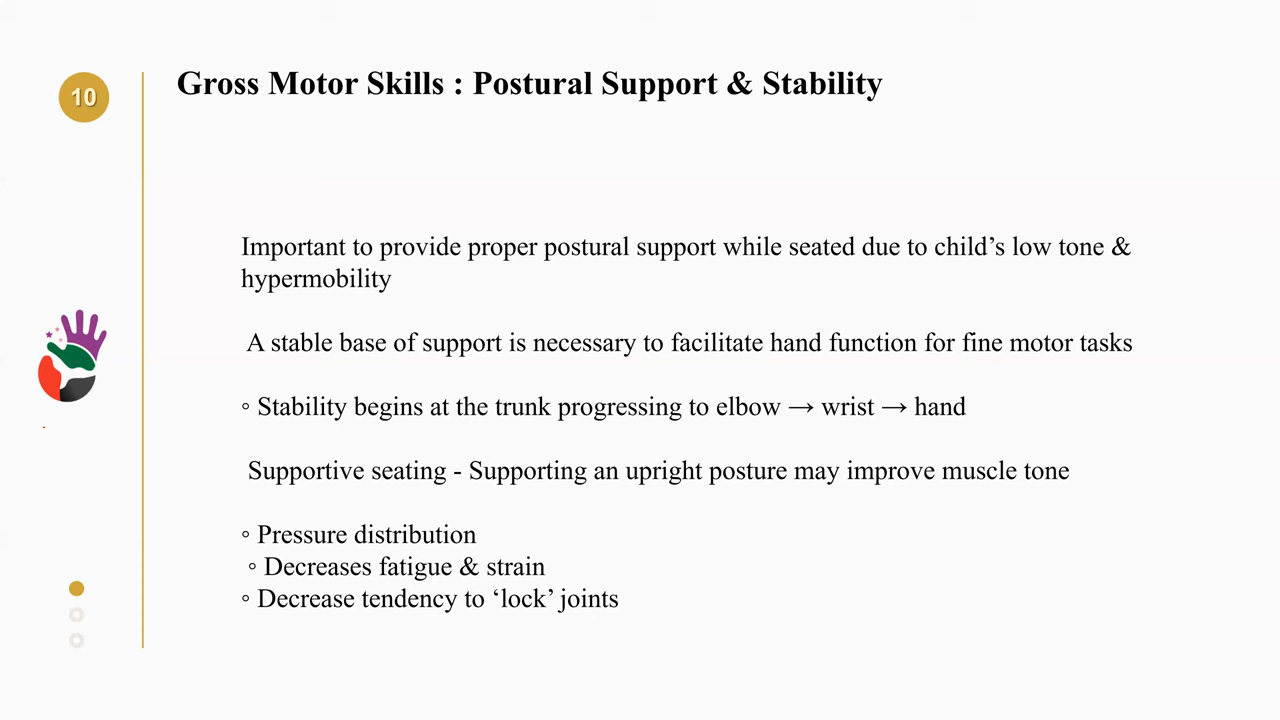 10
Gross Motor Skills : Postural Support & Stability
Important to provide proper postural support while seated due to child’s low tone &
hypermobility
A stable base of support is necessary to facilitate hand function for fine motor tasks
◦ Stability begins at the trunk progressing to elbow → wrist → hand
Supportive seating - Supporting an upright posture may improve muscle tone
◦ Pressure distribution
◦ Decreases fatigue & strain
◦ Decrease tendency to ‘lock’ joints